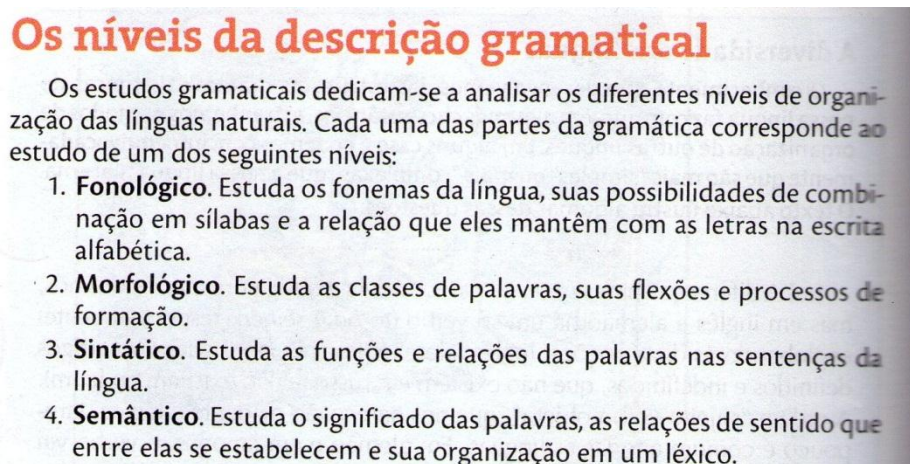 Os níveis da descrição gramatical
Os estudos gramaticais dedicam-se a analisar os diferentes níveis de organi-
zação das línguas naturais. Cada uma das partes da gramática corresponde ao
estudo de um dos seguintes níveis:
1. Fonológico. Estuda os fonemas da língua, suas possibilidades de combi-
nação em sílabas e a relação que eles mantêm com as letras na escrita
alfabética.
2. Morfológico. Estuda as classes de palavras, suas flexões e processos de
formação.
3. Sintático. Estuda as funções e relações das palavras nas sentenças da
língua.
4. Semântico. Estuda o significado das palavras, as relações de sentido que
entre elas se estabelecem e sua organização em um léxico.